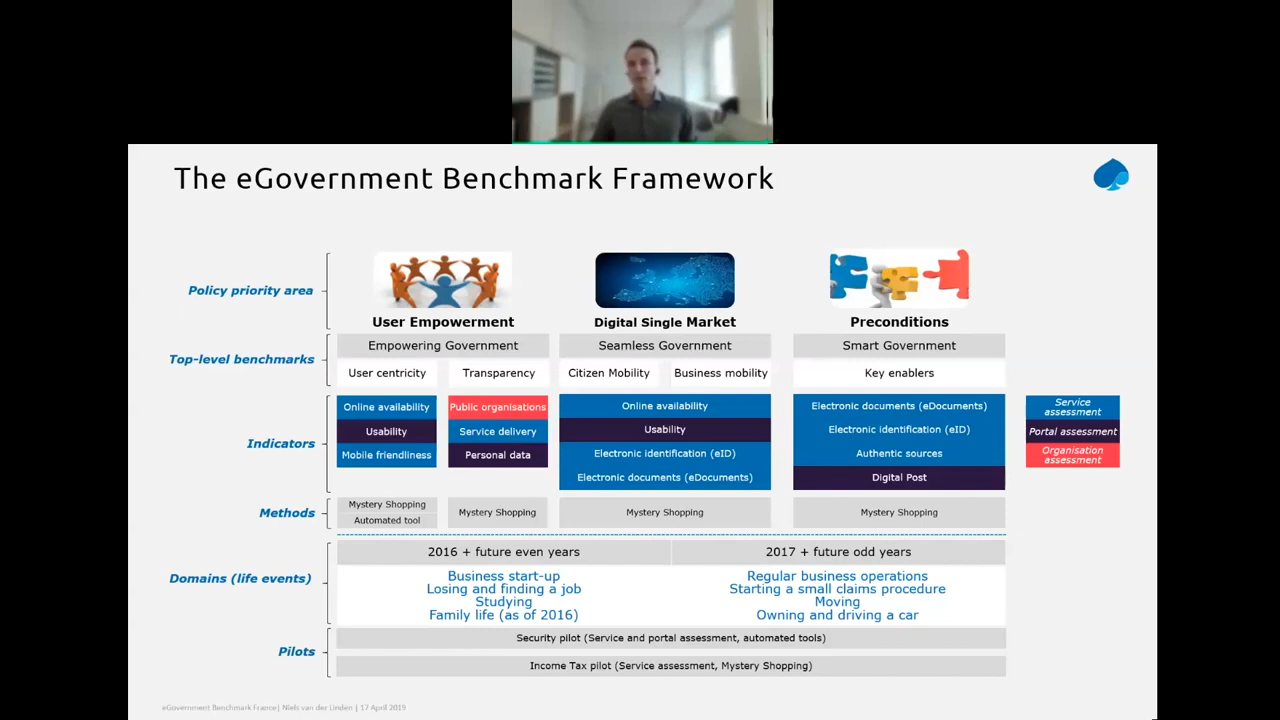 The eGovernment Benchmark Framework
Policy priority area
User Empowerment
Digital Single Market
Preconditions
Top-level benchmarks
Empowering Government
Seamless Government
Smart Government
User centricity
Transparency
Citizen Mobility
Business mobility
Key enablers
Indicators
Online availability
Usability
Mobile friendliness
Public organisations
Service delivery
Personal data
Online availability
Usability
Electronic identification (eID)
Electronic documents (eDocuments)
Electronic documents (eDocuments)
Electronic identification (eID)
Authentic sources
Digital Post
Service
assessment
Portal assessment
Organisation
assessment
Methods
Mystery Shopping
Automated tool
Mystery Shopping
Mystery Shopping
Mystery Shopping
Domains (life events)
2016 + future even years
2017 + future odd years
Business start-up
Losing and finding a job
Studying
Family life (as of 2016)
Regular business operations
Starting a small claims procedure
Moving
Owning and driving a car
Pilots
Security pilot (Service and portal assessment, automated tools)
Income Tax pilot (Service assessment, Mystery Shopping)
eGovernment Benchmark France| Niels van der Linden | 17 April 2019